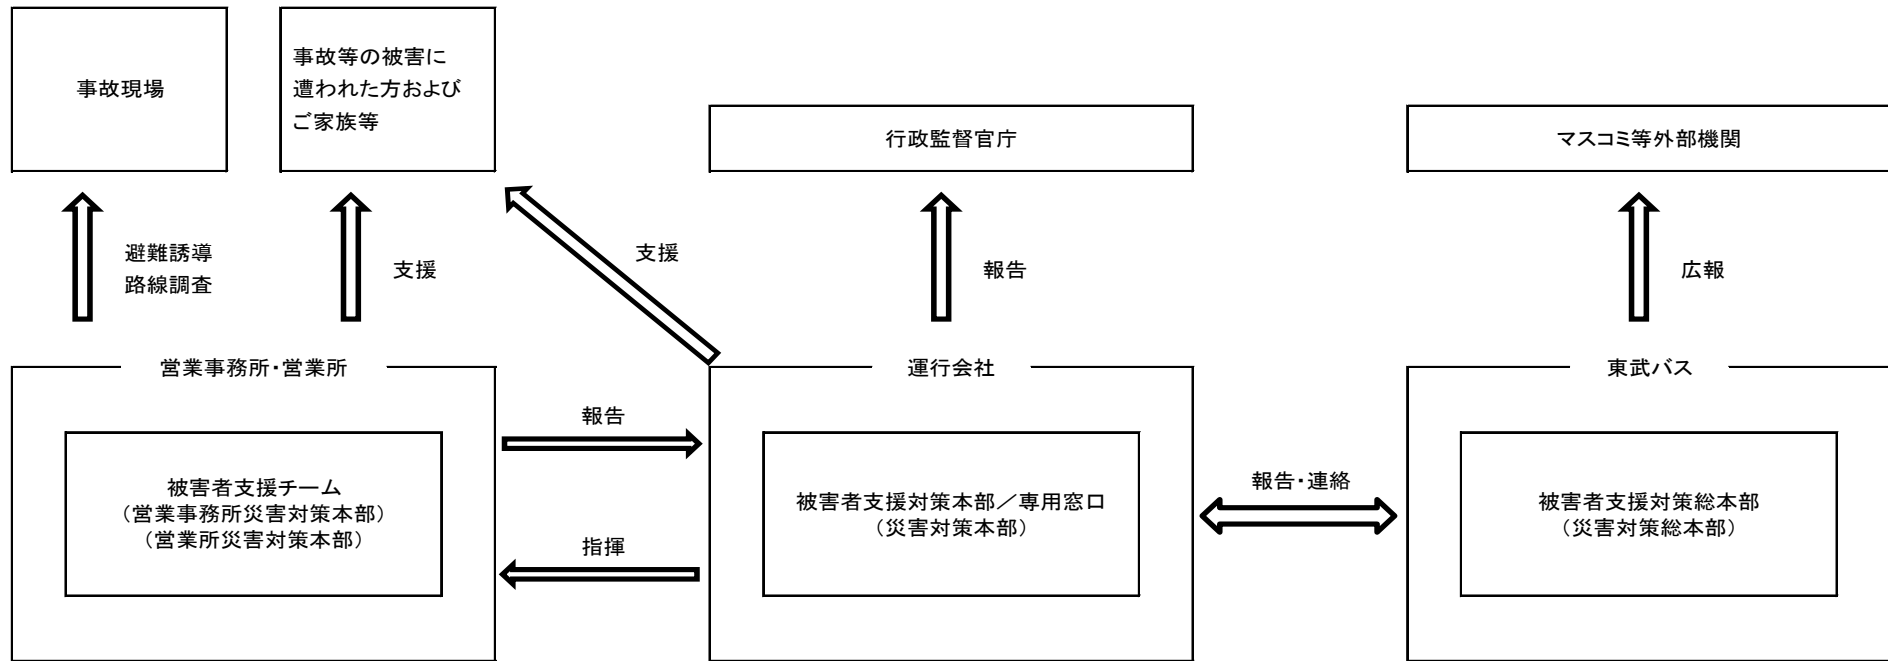 事故現場
事故等の被害に
遭われた方および
ご家族等
行政監督官庁
マスコミ等外部機関
避難誘導
路線調査
支援
支援
報告
広報
営業事務所・営業所
運行会社
東武バス
報告
被害者支援チーム
（営業事務所災害対策本部）
（営業所災害対策本部）
指揮
被害者支援対策本部／専用窓口
（災害対策本部）
報告・連絡
被害者支援対策総本部
（災害対策総本部）